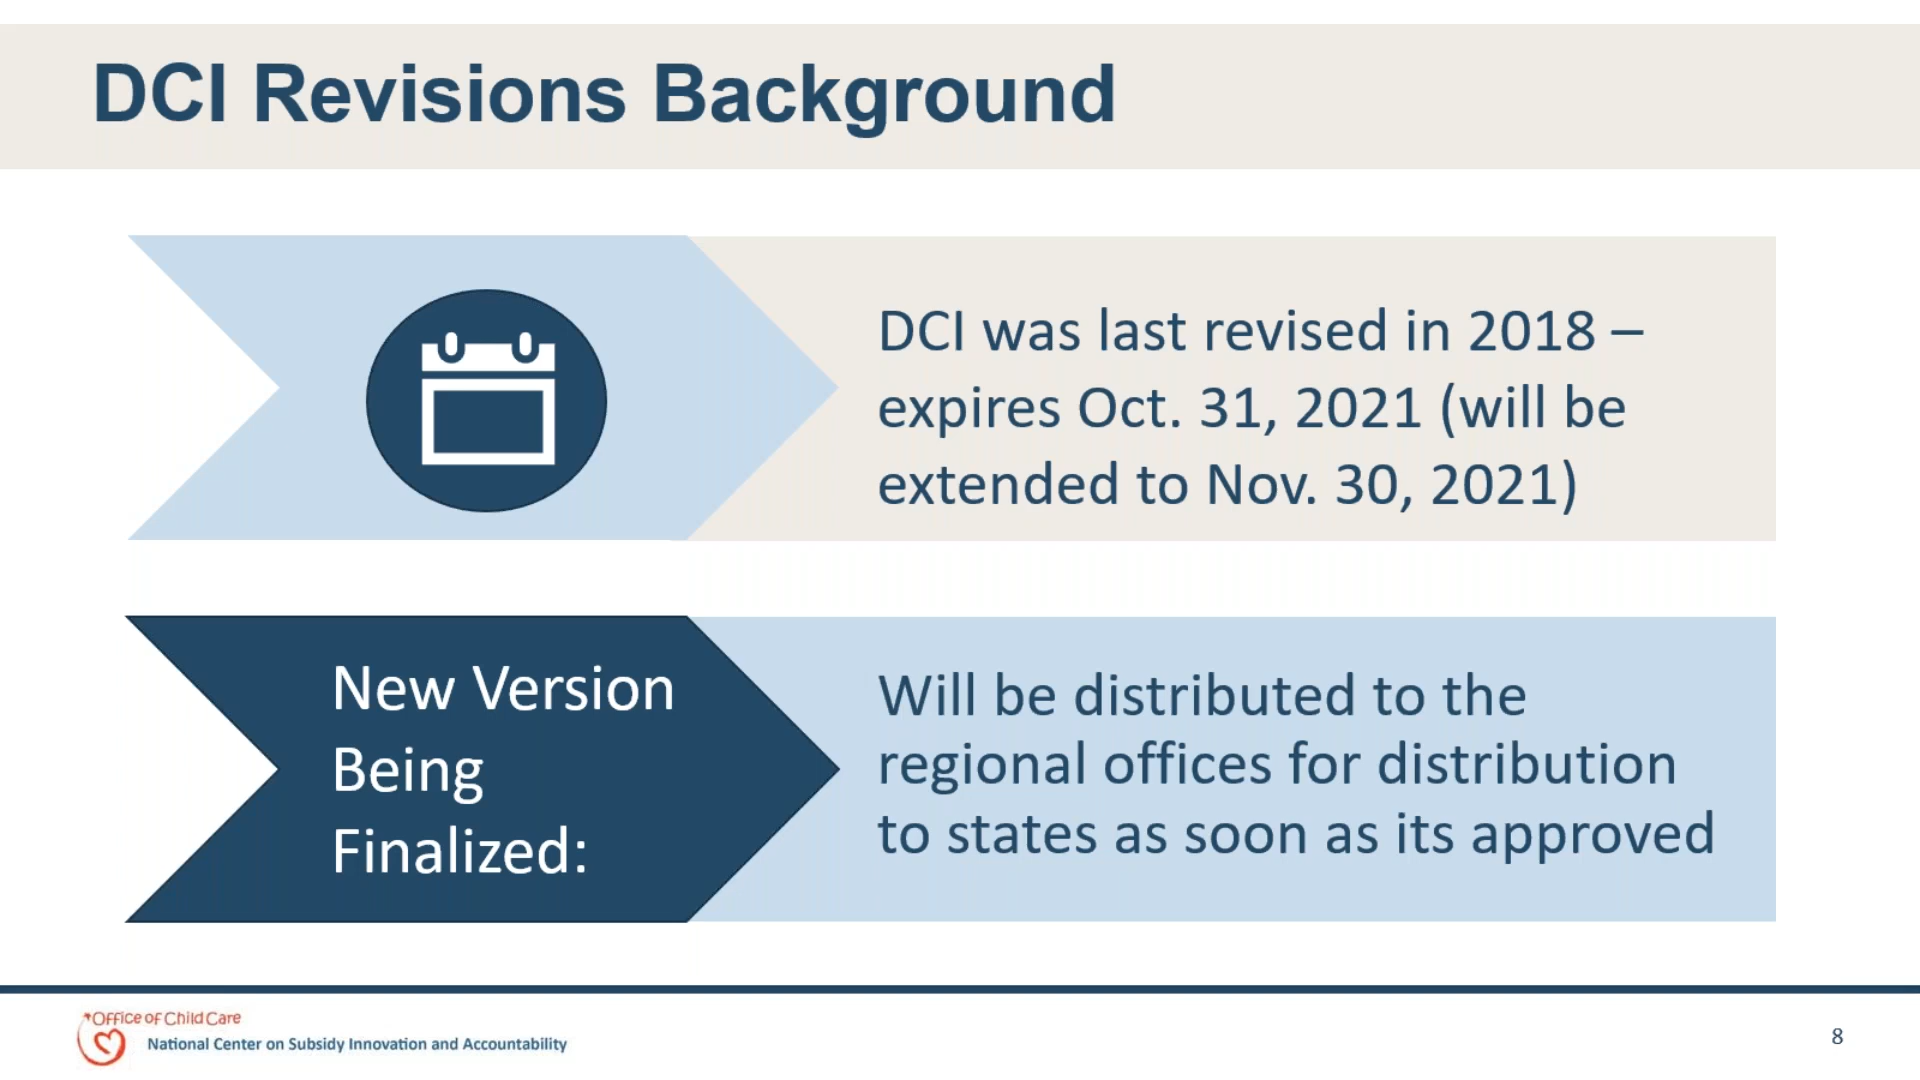 DCI Revisions Background
DCI was last revised in 2018 –
expires Oct. 31, 2021 (will be
extended to Nov. 30, 2021)
New Version
Being
Finalized:
Will be distributed to the
regional offices for distribution
to states as soon as its approved
Office of Child Care
National Center on Subsidy Innovation and Accountability
8